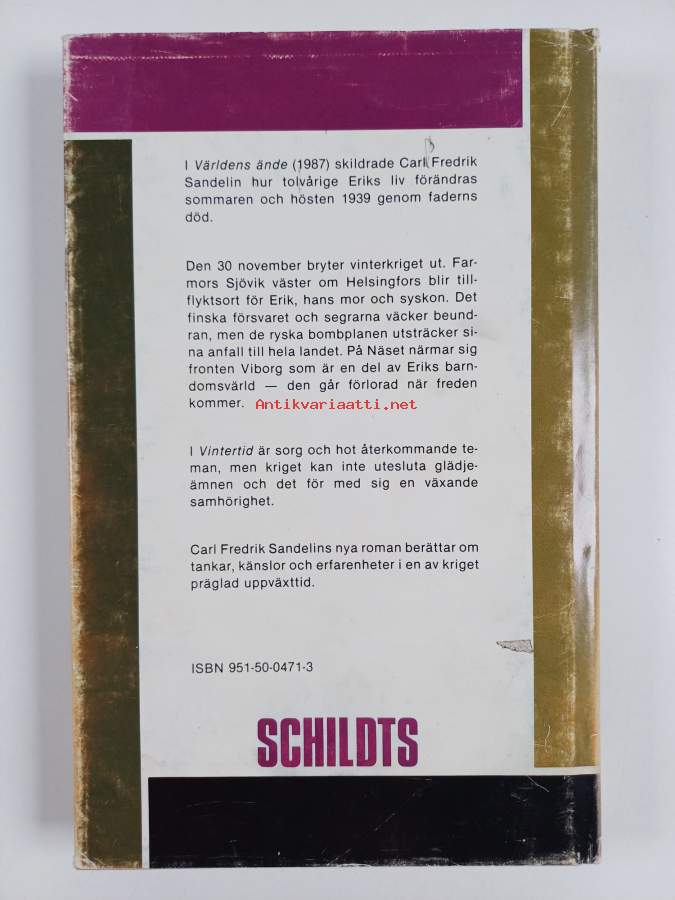 I Världens ände (1987) skildrade Carl Fredrik
Sandelin hur tolvårige Eriks liv förändras
sommaren och hösten 1939 genom faderns
död.
Den 30 november bryter vinterkriget ut. Far-
mors Sjövik väster om Helsingfors blir till-
flyktsort för Erik, hans mor och syskon. Det
finska försvaret och segrarna väcker beund-
ran, men de ryska bombplanen utsträcker si-
na anfall till hela landet. På Näset närmar sig
fronten Viborg som är en del av Eriks barn-
domsvärld — den går förlorad när freden
kommer.
Antikvariaatti.net
I Vintertid är sorg och hot återkommande te-
man, men kriget kan inte utesluta glädje-
ämnen och det för med sig en växande
samhörighet.
Carl Fredrik Sandelins nya roman berättar om
tankar, känslor och erfarenheter i en av kriget
präglad uppväxttid.
ISBN 951-50-0471-3
SCHILDTS